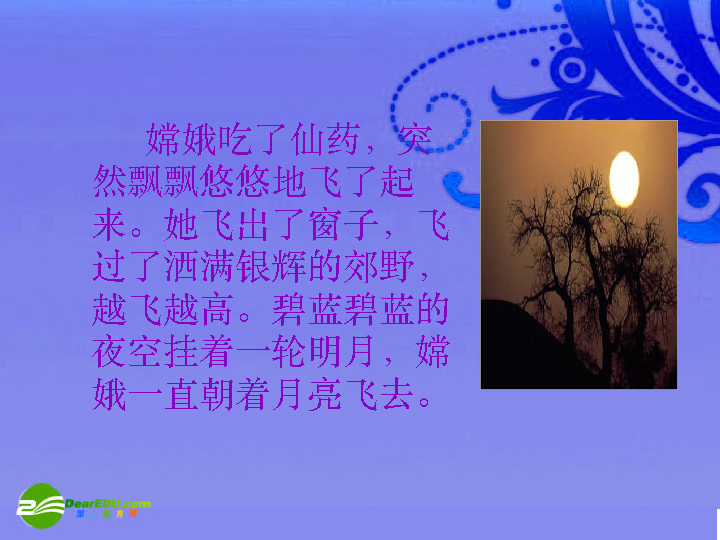 嫦娥吃了仙药，突
然飘飘悠悠地飞了起
来。她飞出了窗子，飞
过了洒满银辉的郊野，
越飞越高。碧蓝碧蓝的
夜空挂着一轮明月，嫦
娥一直朝着月亮飞去。
DearEDU.com